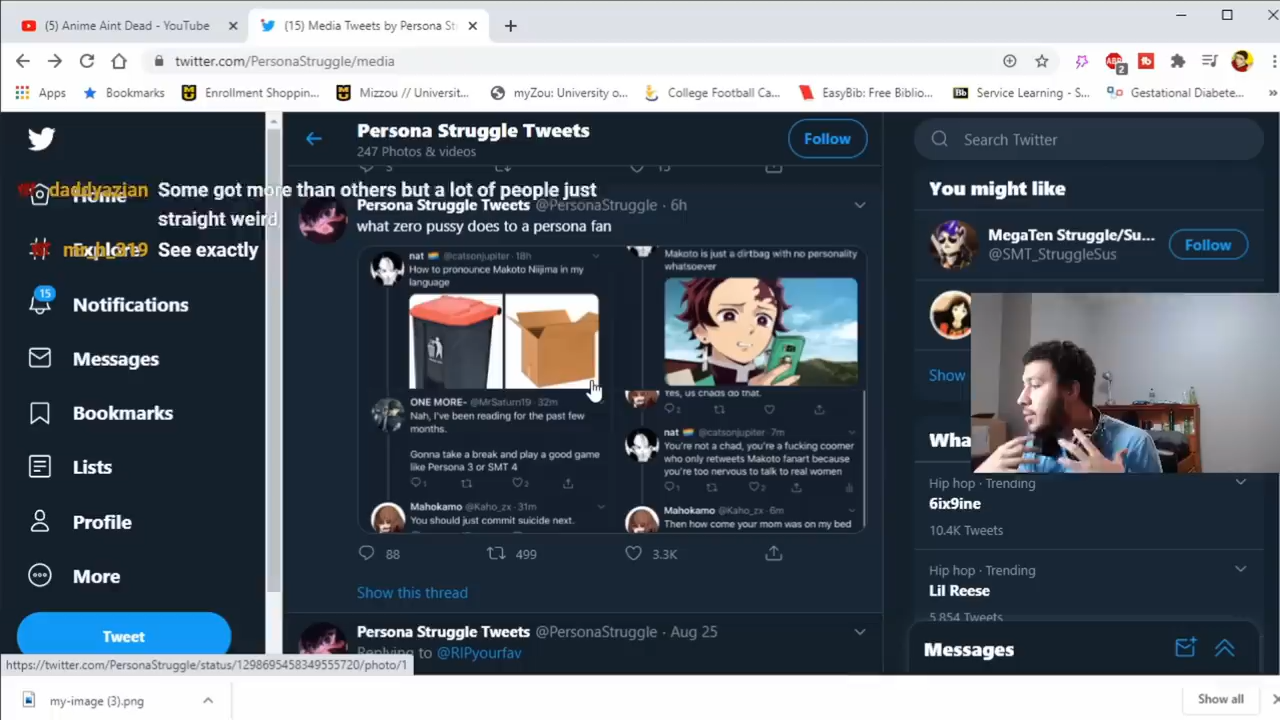 (5) Anime Aint Dead - YouTube
(15) Media Tweets by Persona St
twitter.com/PersonaStruggle/media
2
Apps
Bookmarks
Enrollment Shoppin...
Mizzou // Universit...
myZou: University o...
College Football Ca...
EasyBib: Free Biblio...
Bb
Service Learning - S...
Gestational Diabete...
»
Home
Explore
15
Notifications
Messages
Bookmarks
Lists
Profile
More
Tweet
daddyazian Some got more than others but a lot of people just
straight weird
See exactly
Persona Struggle Tweets
247 Photos & videos
Follow
Persona Struggle Tweets @PersonaStruggle · 6h
what zero pussy does to a persona fan
nat @catsonjupiter · 18h
How to pronounce Makoto Niijima in my
language
ONE MORE- @MrSaturn19 · 32m
Nah, I've been reading for the past few
months.
Gonna take a break and play a good game
like Persona 3 or SMT 4
Mahokamo @Kaho_zx · 31m
You should just commit suicide next.
Makoto is just a dirtbag with no personality
whatsoever
Yes, us chads do that.
nat @catsonjupiter · 7m
You're not a chad, you're a fucking coomer
who only retweets Makoto fanart because
you're too nervous to talk to real women
Mahokamo @Kaho_zx · 6m
Then how come your mom was on my bed
88
499
3.3K
Show this thread
Persona Struggle Tweets @PersonaStruggle · Aug 25
Replying to @RIPyourfav
Search Twitter
You might like
MegaTen Struggle/Su...
@SMT_StruggleSus
Follow
Show
Wha
Hip hop · Trending
6ix9ine
10.4K Tweets
Hip hop · Trending
Lil Reese
5,854 Tweets
Messages
https://twitter.com/PersonaStruggle/status/1298695458349555720/photo/1
my-image (3).png
Show all